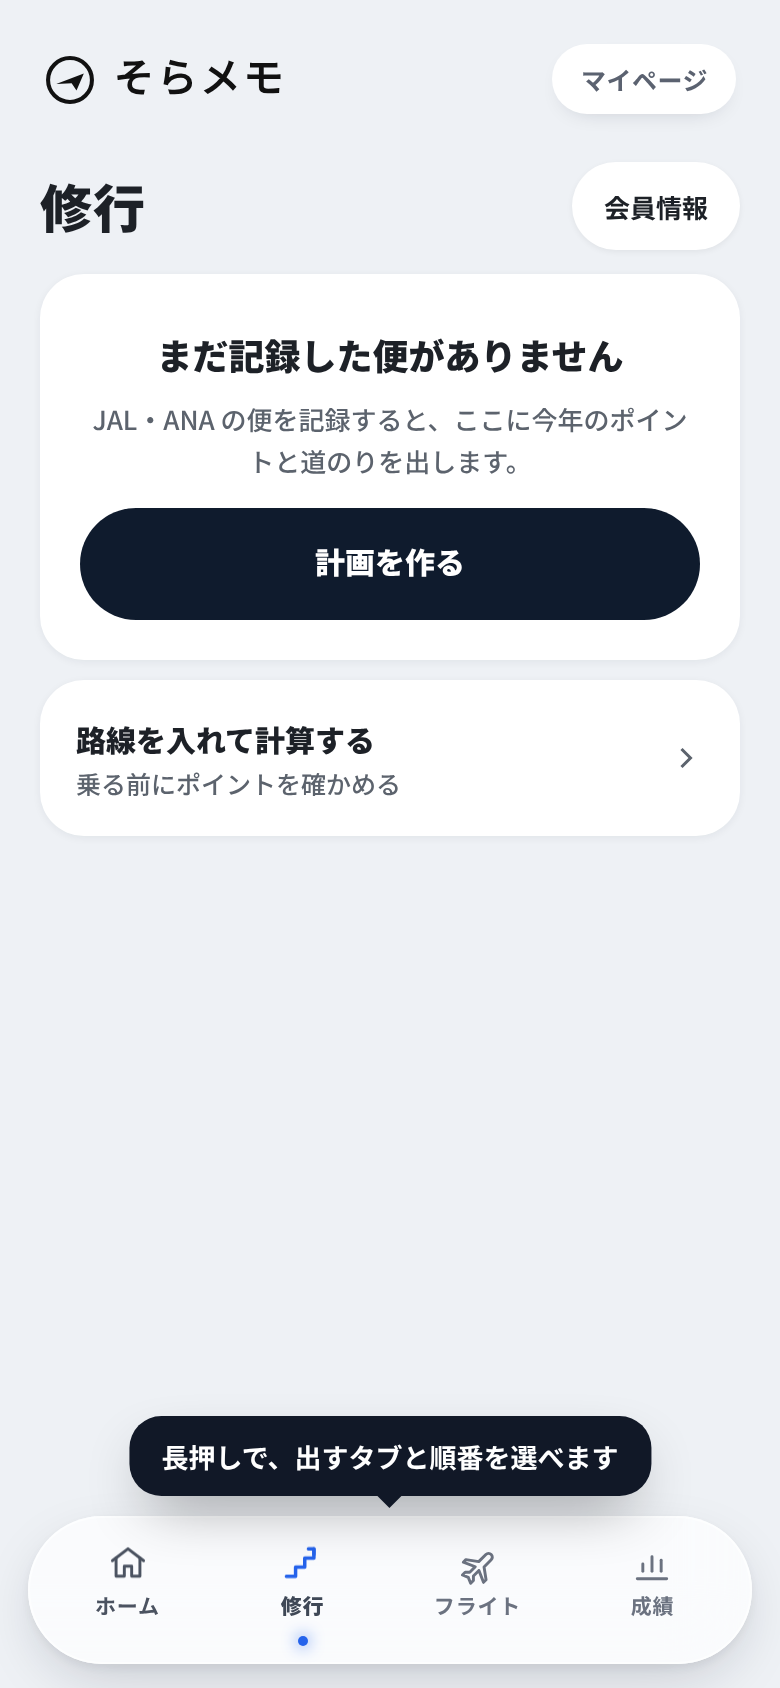 そらメモ
マイページ
修行
会員情報
まだ記録した便がありません
JAL・ANA の便を記録すると、ここに今年のポイン
トと道のりを出します。
計画を作る
路線を入れて計算する
乗る前にポイントを確かめる
長押しで、出すタブと順番を選べます
ホーム
修行
フライト
成績